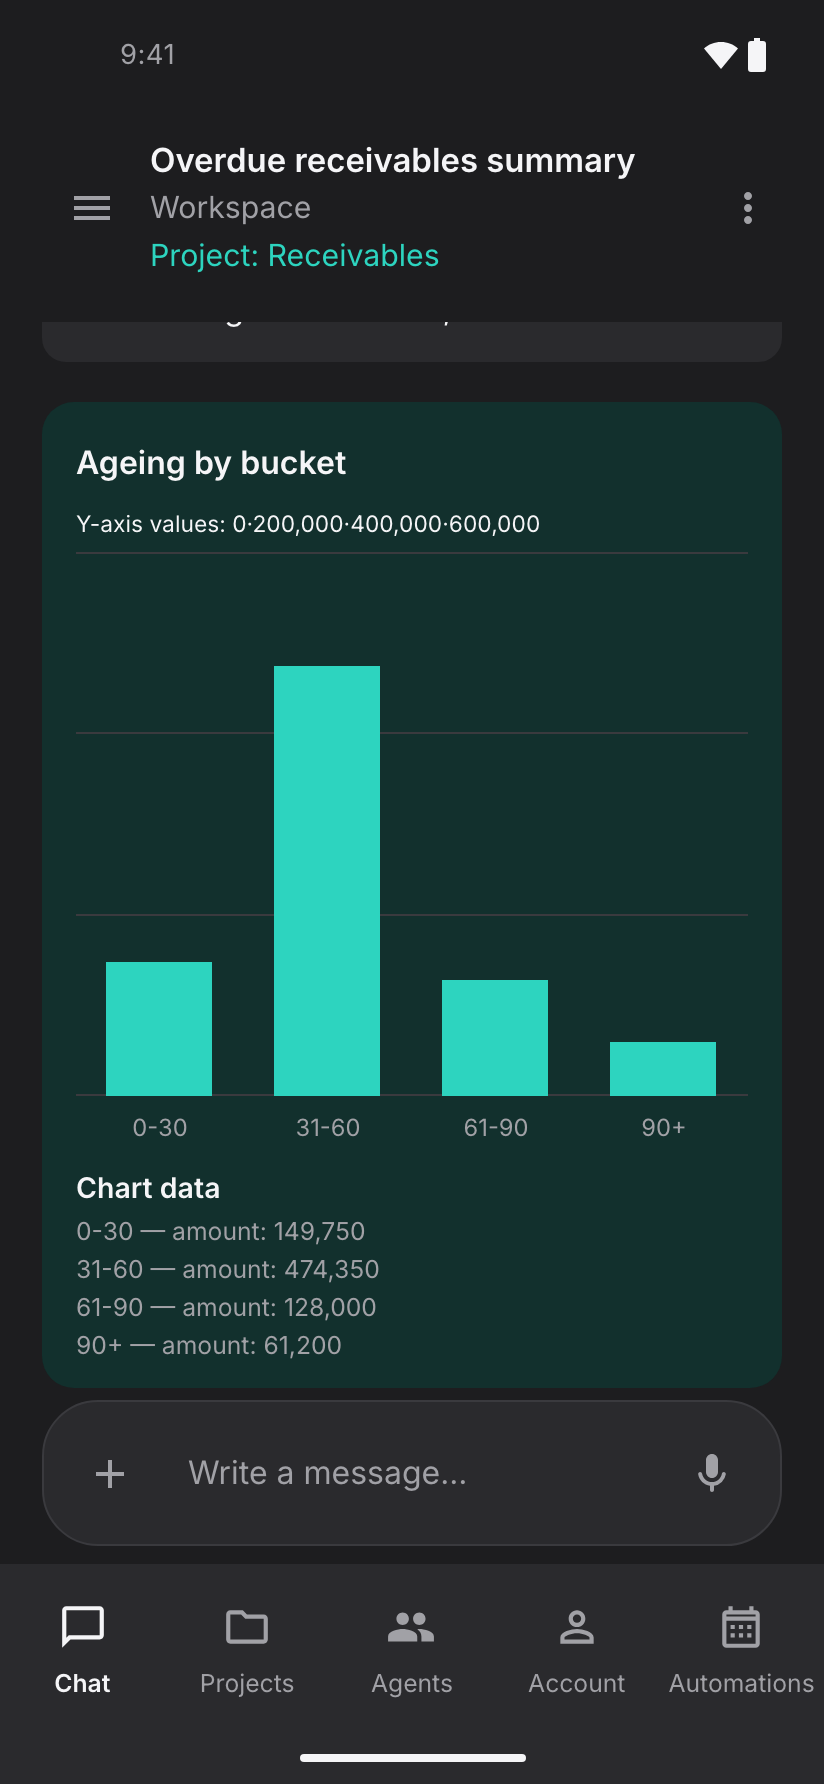 9:41
Overdue receivables summary
Workspace
Project: Receivables
Ageing by bucket
Y-axis values: 0·200,000·400,000·600,000
0-30
31-60
61-90
90+
Chart data
0-30 — amount: 149,750
31-60 — amount: 474,350
61-90 — amount: 128,000
90+ — amount: 61,200
Write a message...
Chat
Projects
Agents
Account
Automations